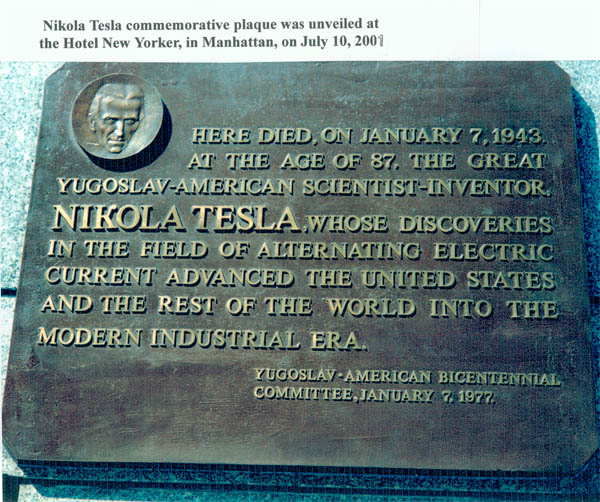 Nikola Tesla commemorative plaque was unveiled at
the Hotel New Yorker, in Manhattan, on July 10, 2001
HERE DIED, ON JANUARY 7, 1943.
AT THE AGE OF 87, THE GREAT
YUGOSLAV-AMERICAN SCIENTIST-INVENTOR.
NIKOLA TESLA, WHOSE DISCOVERIES
IN THE FIELD OF ALTERNATING ELECTRIC
CURRENT ADVANCED THE UNITED STATES
AND THE REST OF THE WORLD INTO THE
MODERN INDUSTRIAL ERA.
YUGOSLAV-AMERICAN BICENTENNIAL
COMMITTEE, JANUARY 7, 1977.